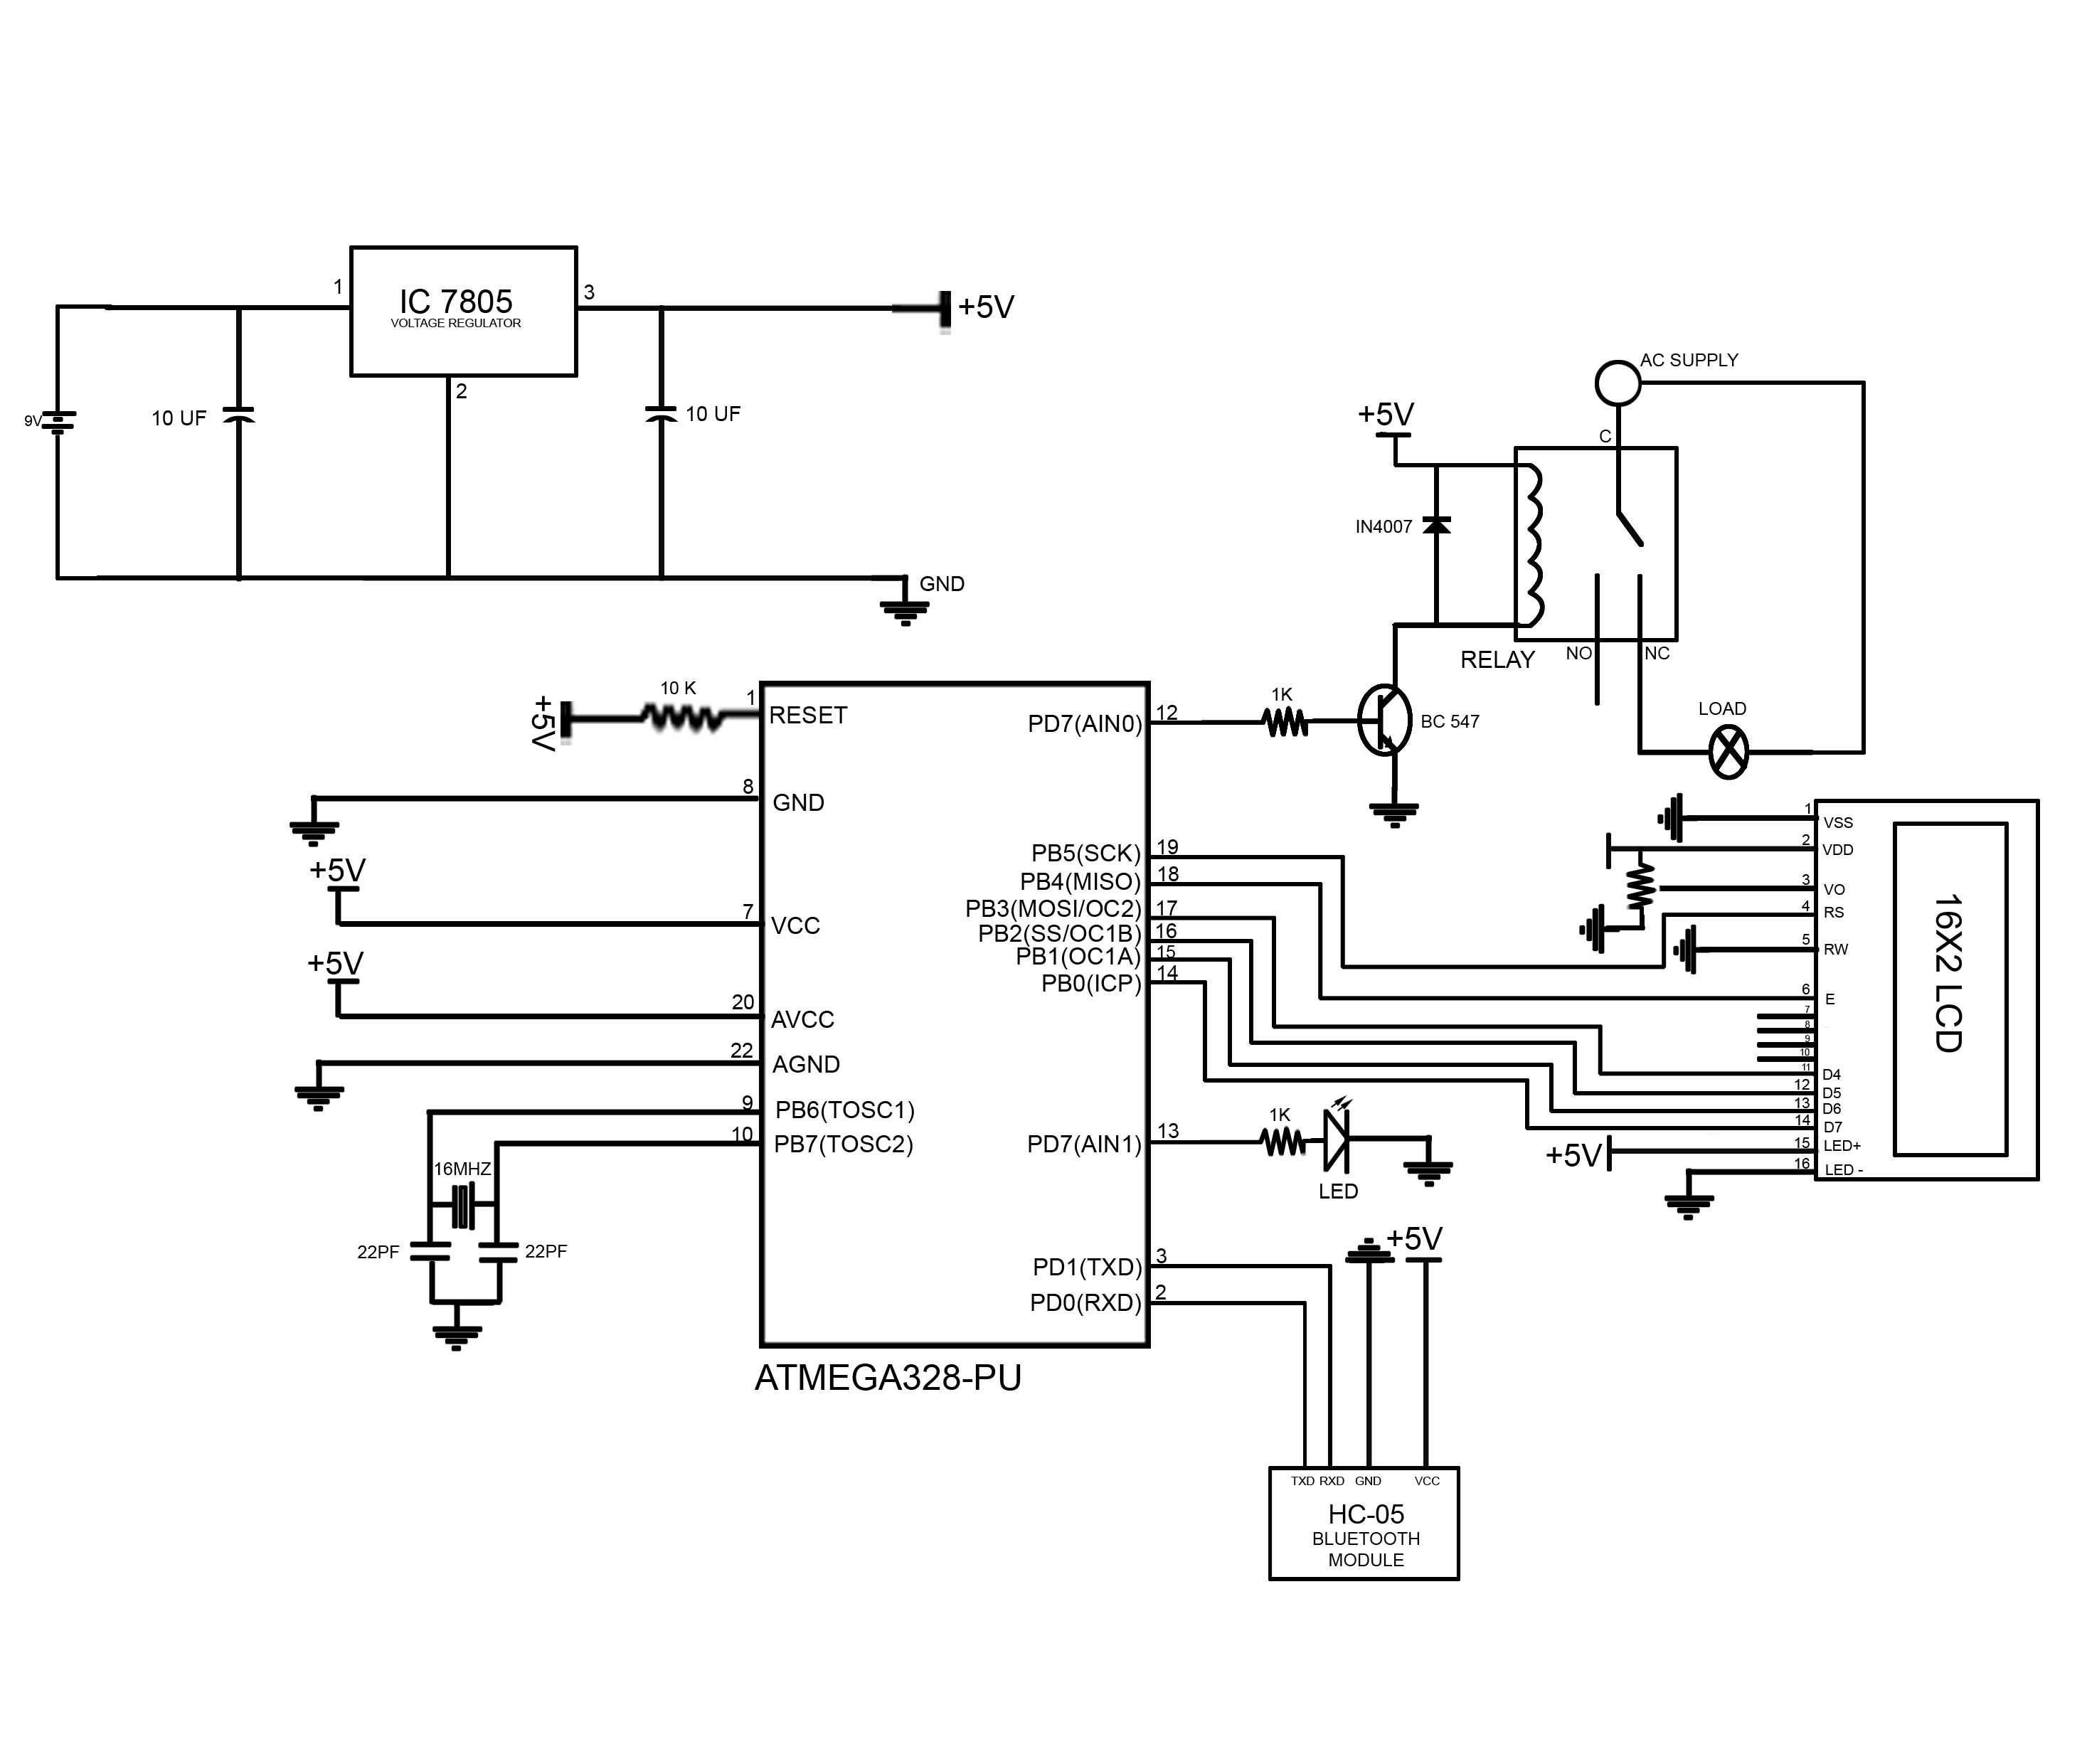 1
IC 7805
VOLTAGE REGULATOR
3
+5V
2
9V
10 UF
10 UF
GND
AC SUPPLY
+5V
C
IN4007
RELAY
NO
NC
LOAD
+5V
10 K
1
RESET
8
GND
+5V
7
VCC
+5V
20
AVCC
22
AGND
9
PB6(TOSC1)
10
PB7(TOSC2)
16MHZ
22PF
22PF
PD7(AIN0)
12
1K
BC 547
PB5(SCK)
19
PB4(MISO)
18
PB3(MOSI/OC2)
17
PB2(SS/OC1B)
16
PB1(OC1A)
15
PB0(ICP)
14
PD7(AIN1)
13
1K
LED
PD1(TXD)
3
PD0(RXD)
2
ATMEGA328-PU
1
VSS
2
VDD
3
VO
4
RS
5
RW
6
E
7
8
9
10
11
D4
12
D5
13
D6
14
D7
+5V
15
LED+
16
LED -
16X2 LCD
+5V
TXD RXD GND VCC
HC-05
BLUETOOTH
MODULE